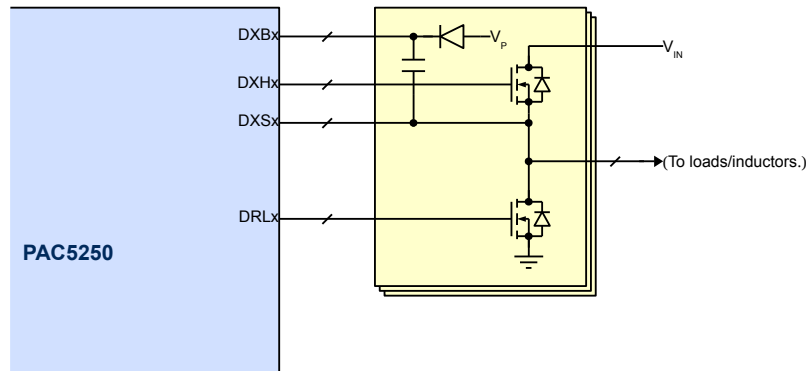 DXBx
V_P
V_IN
DXHx
DXSx
(To loads/inductors.)
DRLx
PAC5250